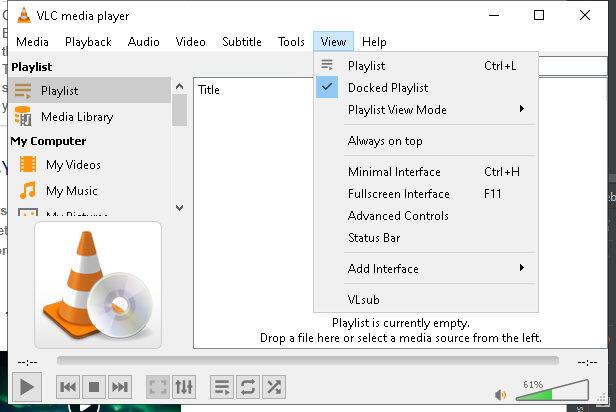 VLC media player
Media Playback Audio Video Subtitle Tools View Help
Playlist
Playlist
Media Library
My Computer
My Videos
My Music
My Pictures
Title
Playlist Ctrl+L
Docked Playlist
Playlist View Mode
Always on top
Minimal Interface Ctrl+H
Fullscreen Interface F11
Advanced Controls
Status Bar
Add Interface
VLsub
Playlist is currently empty.
Drop a file here or select a media source from the left.
--:-- --:--
61%